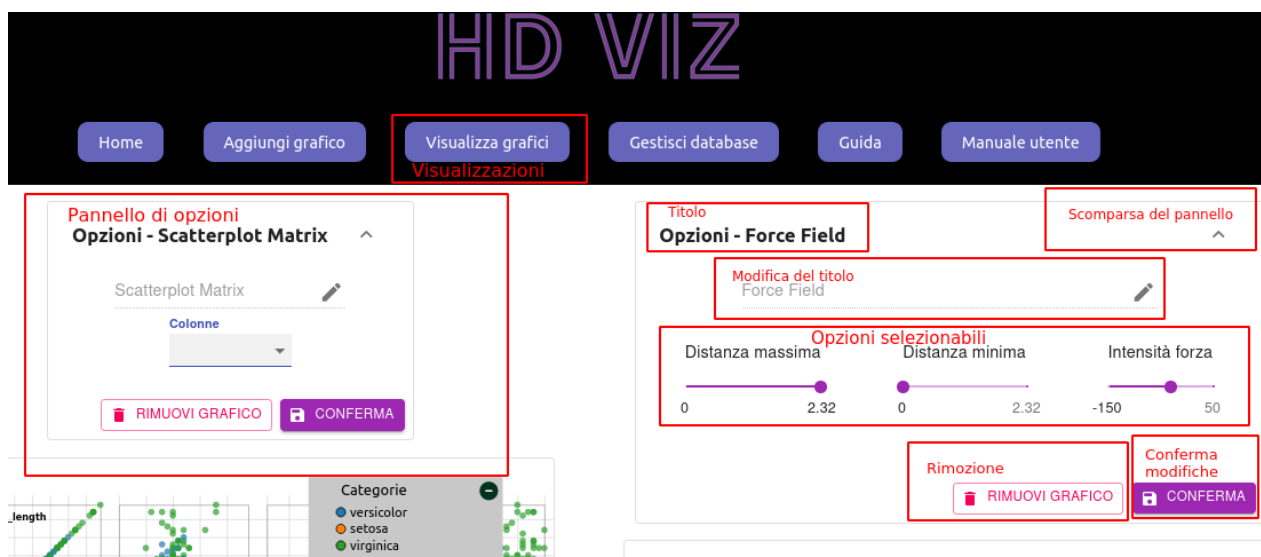 HD VIZ
Home
Aggiungi grafico
Visualizza grafici
Gestisci database
Guida
Manuale utente
Visualizzazioni
Pannello di opzioni
Opzioni - Scatterplot Matrix
Scatterplot Matrix
Colonne
RIMUOVI GRAFICO
CONFERMA
Titolo
Scomparsa del pannello
Opzioni - Force Field
Modifica del titolo
Force Field
Opzioni selezionabili
Distanza massima
Distanza minima
Intensità forza
0 2.32
0 2.32
-150 50
Rimozione
Conferma
modifiche
RIMUOVI GRAFICO
CONFERMA
Categorie
versicolor
setosa
virginica
_length